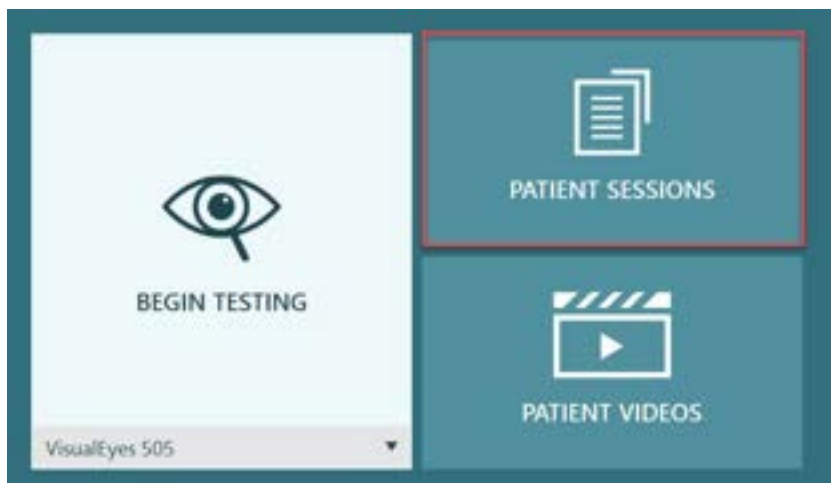 BEGIN TESTING
VisualEyes 505
PATIENT SESSIONS
PATIENT VIDEOS